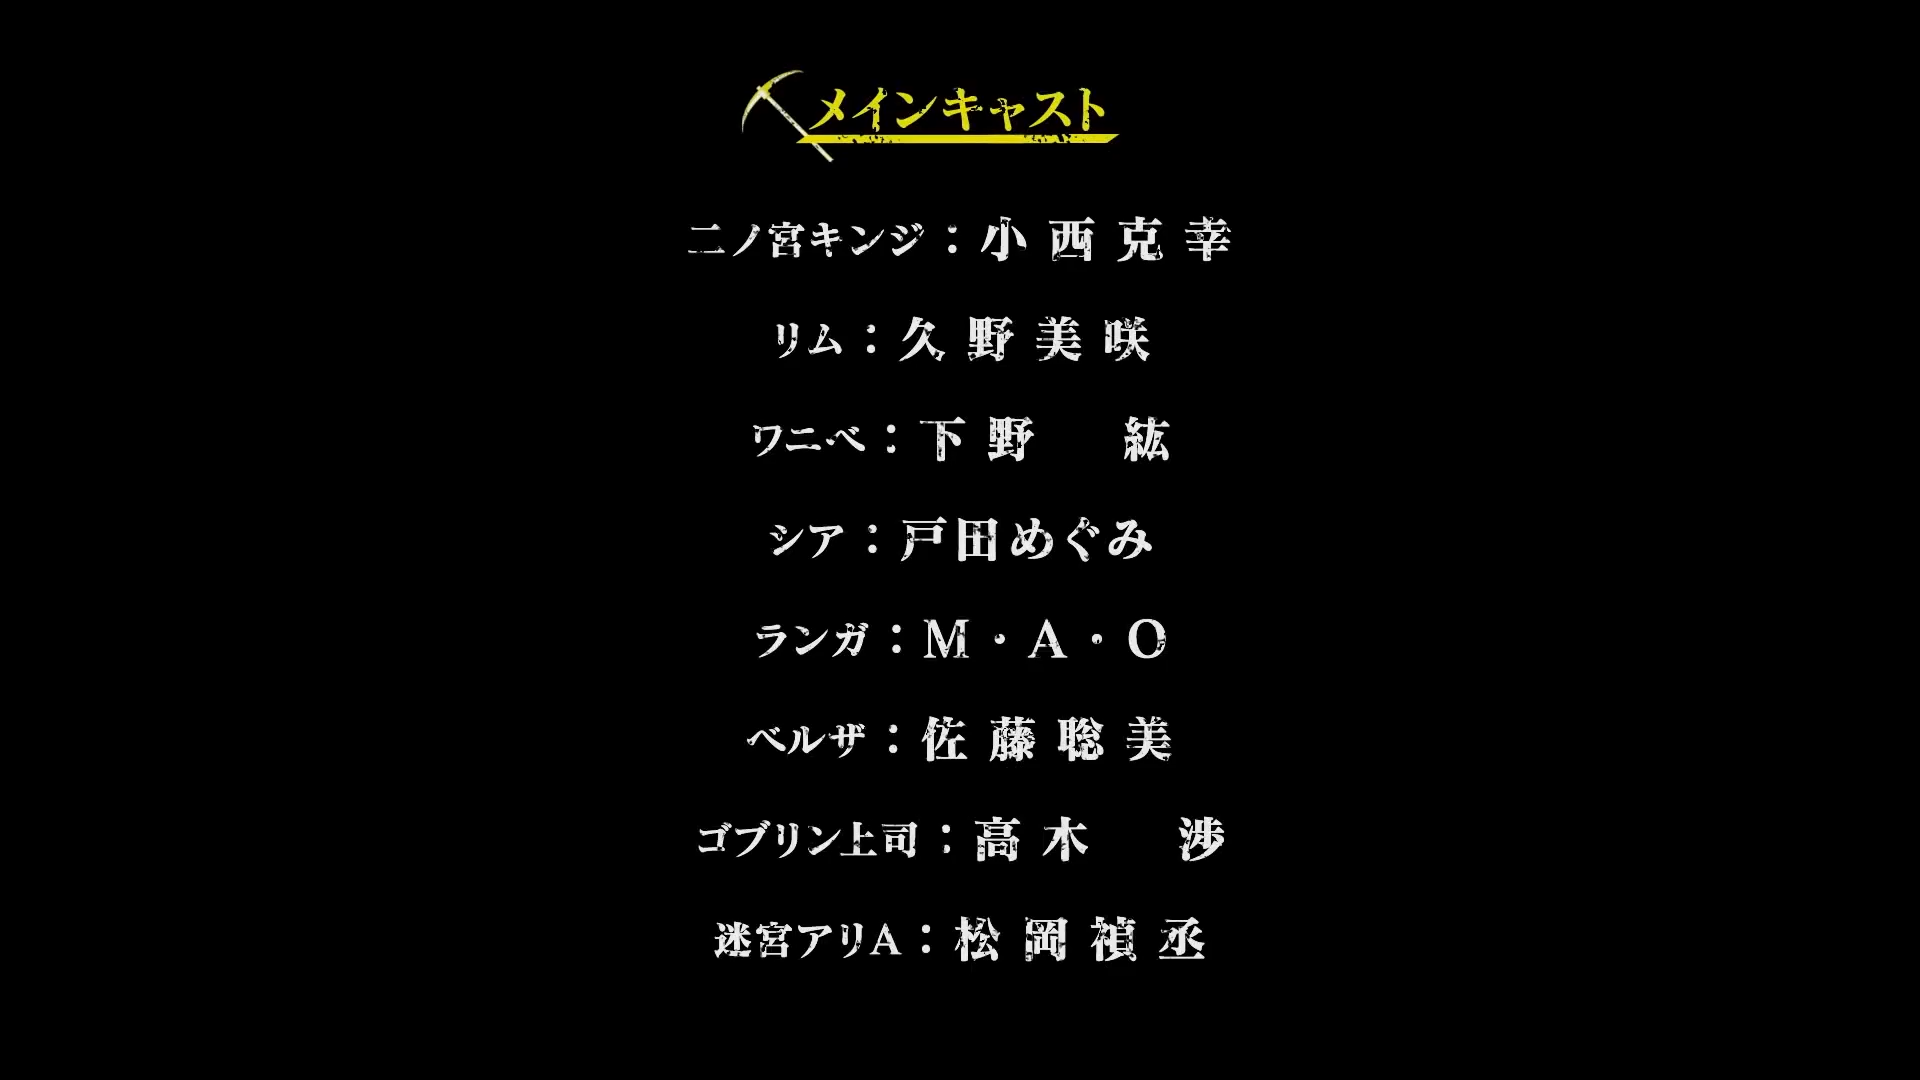 メインキャスト
二ノ宮キンジ：小西克幸
リム：久野美咲
ワニベ：下野　紘
シア：戸田めぐみ
ランガ：M・A・O
ベルザ：佐藤聡美
ゴブリン上司：高木　渉
迷宮アリA：松岡禎丞